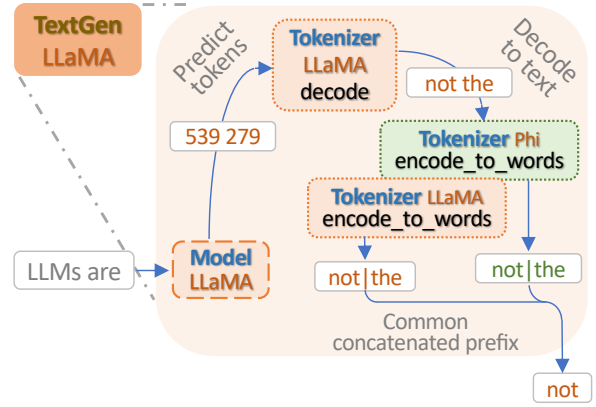 TextGen
LLaMA
Predict
tokens
Tokenizer
LLaMA
decode
Decode
to text
not the
539 279
Tokenizer Phi
encode_to_words
Tokenizer LLaMA
encode_to_words
LLMs are
Model
LLaMA
not|the
not|the
Common
concatenated prefix
not